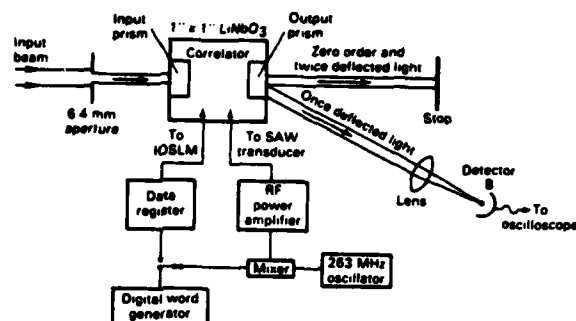 1" x 1" LiNbO3
Input
prism
Output
prism
Input
beam
Correlator
Zero order and
twice deflected light
6.4 mm
aperture
Once deflected light
Stop
To
IOSLM
To SAW
transducer
Detector
Lens
To
oscilloscope
Data
register
RF
power
amplifier
Mixer
263 MHz
oscillator
Digital word
generator